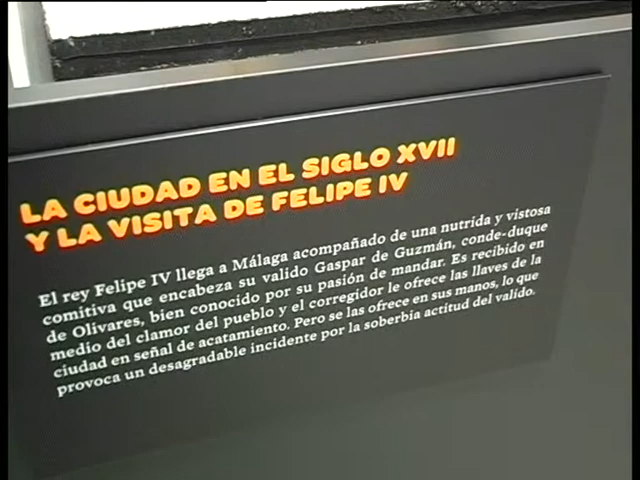 LA CIUDAD EN EL SIGLO XVII
Y LA VISITA DE FELIPE IV
El rey Felipe IV llega a Málaga acompañado de una nutrida y vistosa
comitiva que encabeza su valido Gaspar de Guzmán, conde-duque
de Olivares, bien conocido por su pasión de mandar. Es recibido en
medio del clamor del pueblo y el corregidor le ofrece las llaves de la
ciudad en señal de acatamiento. Pero se las ofrece en sus manos, lo que
provoca un desagradable incidente por la soberbia actitud del valído.